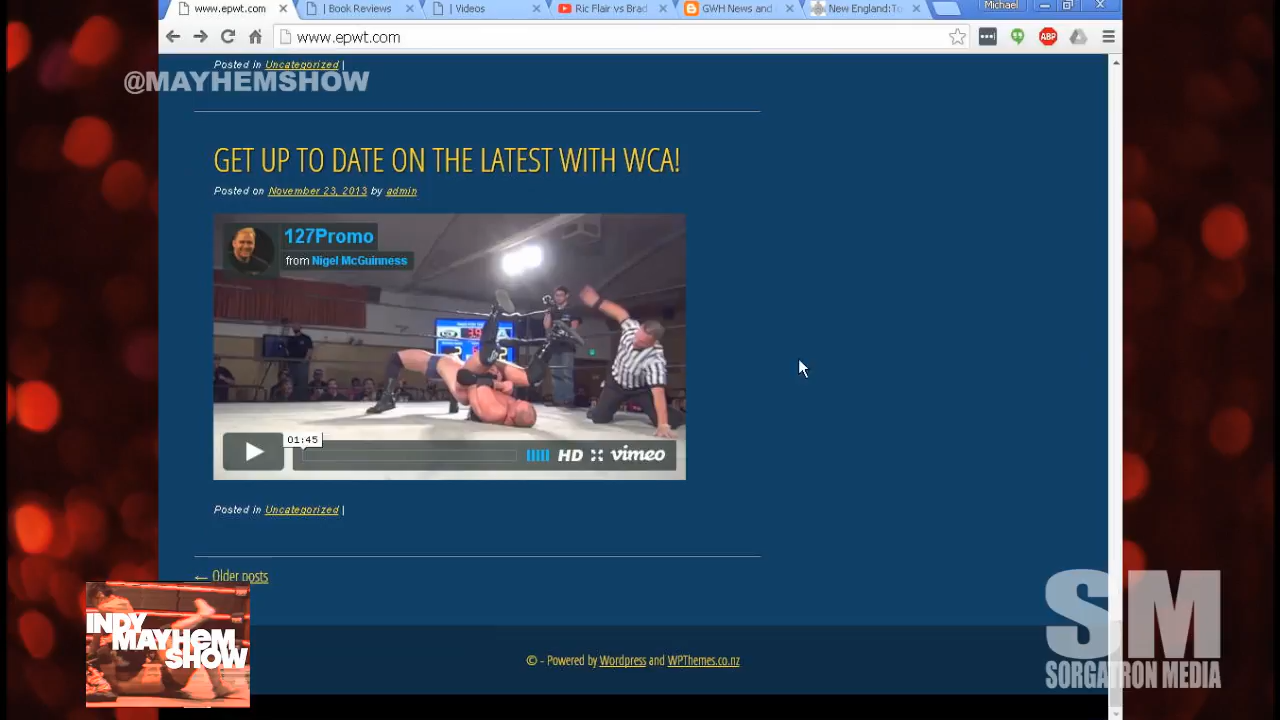 www.epwt.com
| Book Reviews
| Videos
Ric Flair vs Brad
GWH News and
New England:To
Michael
www.epwt.com
ABP
Posted in Uncategorized |
@MAYHEMSHOW
GET UP TO DATE ON THE LATEST WITH WCA!
Posted on November 23, 2013 by admin
127Promo
from Nigel McGuinness
01:45
HD vimeo
Posted in Uncategorized |
← Older posts
INDY
MAYHEM
SHOW
© - Powered by Wordpress and WPThemes.co.nz
SM
SORGATRON MEDIA